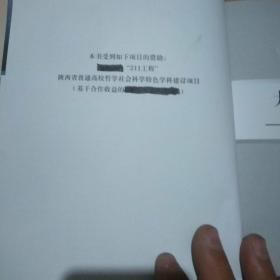 本书受到如下项目的资助:
"211工程"
陕西省普通高校哲学社会科学特色学科建设项目
(基于合作收益的